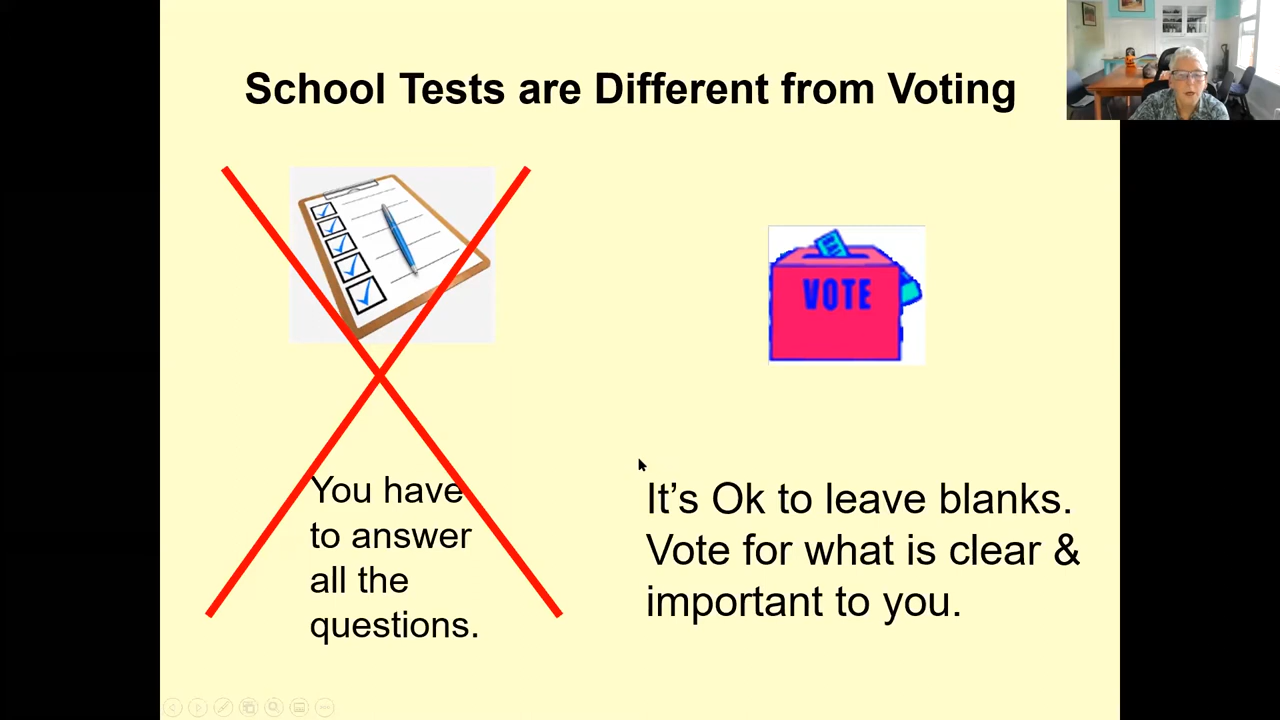 School Tests are Different from Voting
VOTE
You have
to answer
all the
questions.
It’s Ok to leave blanks.
Vote for what is clear &
important to you.